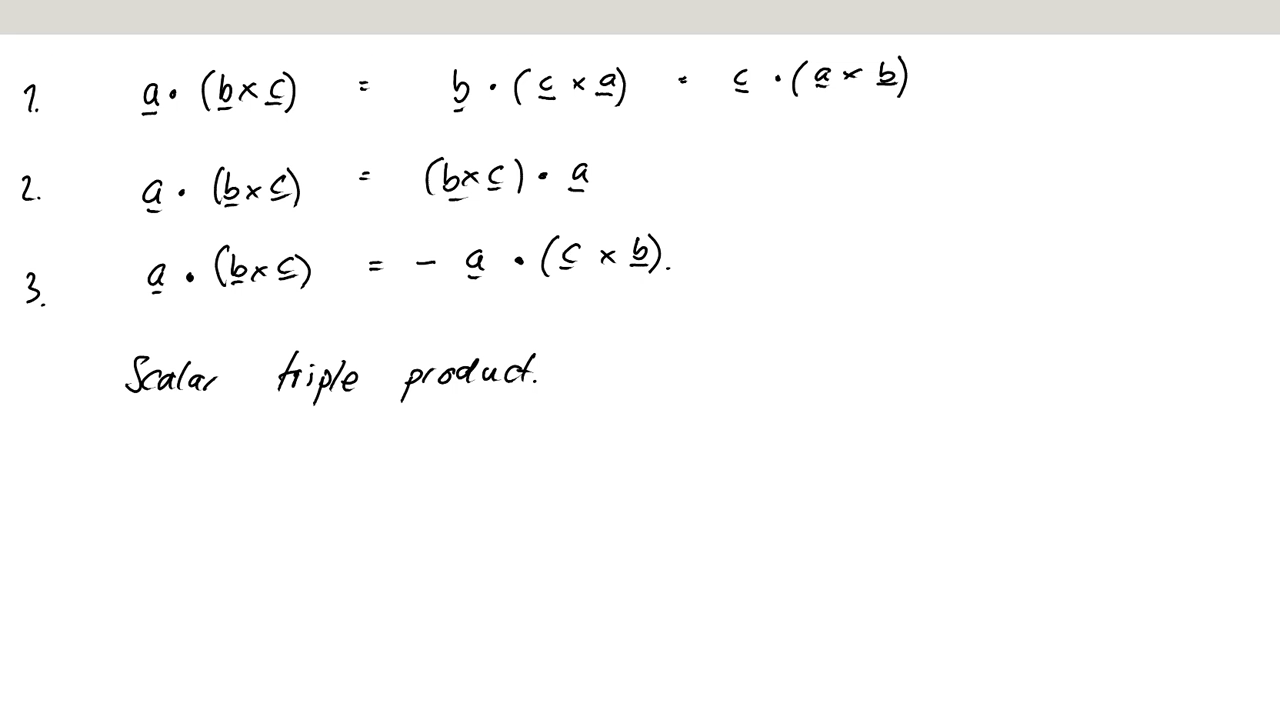 1. a · (b × c) = b · (c × a) = c · (a × b)
2. a · (b × c) = (b × c) · a
3. a · (b × c) = - a · (c × b).
Scalar triple product.